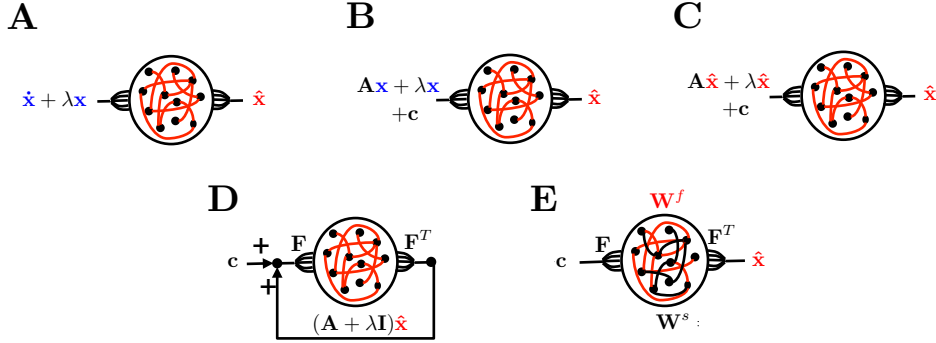 A
B
C
ẋ + λx
x̂
Ax + λx
+c
x̂
Ax̂ + λx̂
+c
x̂
D
E
+
c
+
F
F^T
(A + λI)x̂
W^f
F
F^T
c
x̂
W^s :